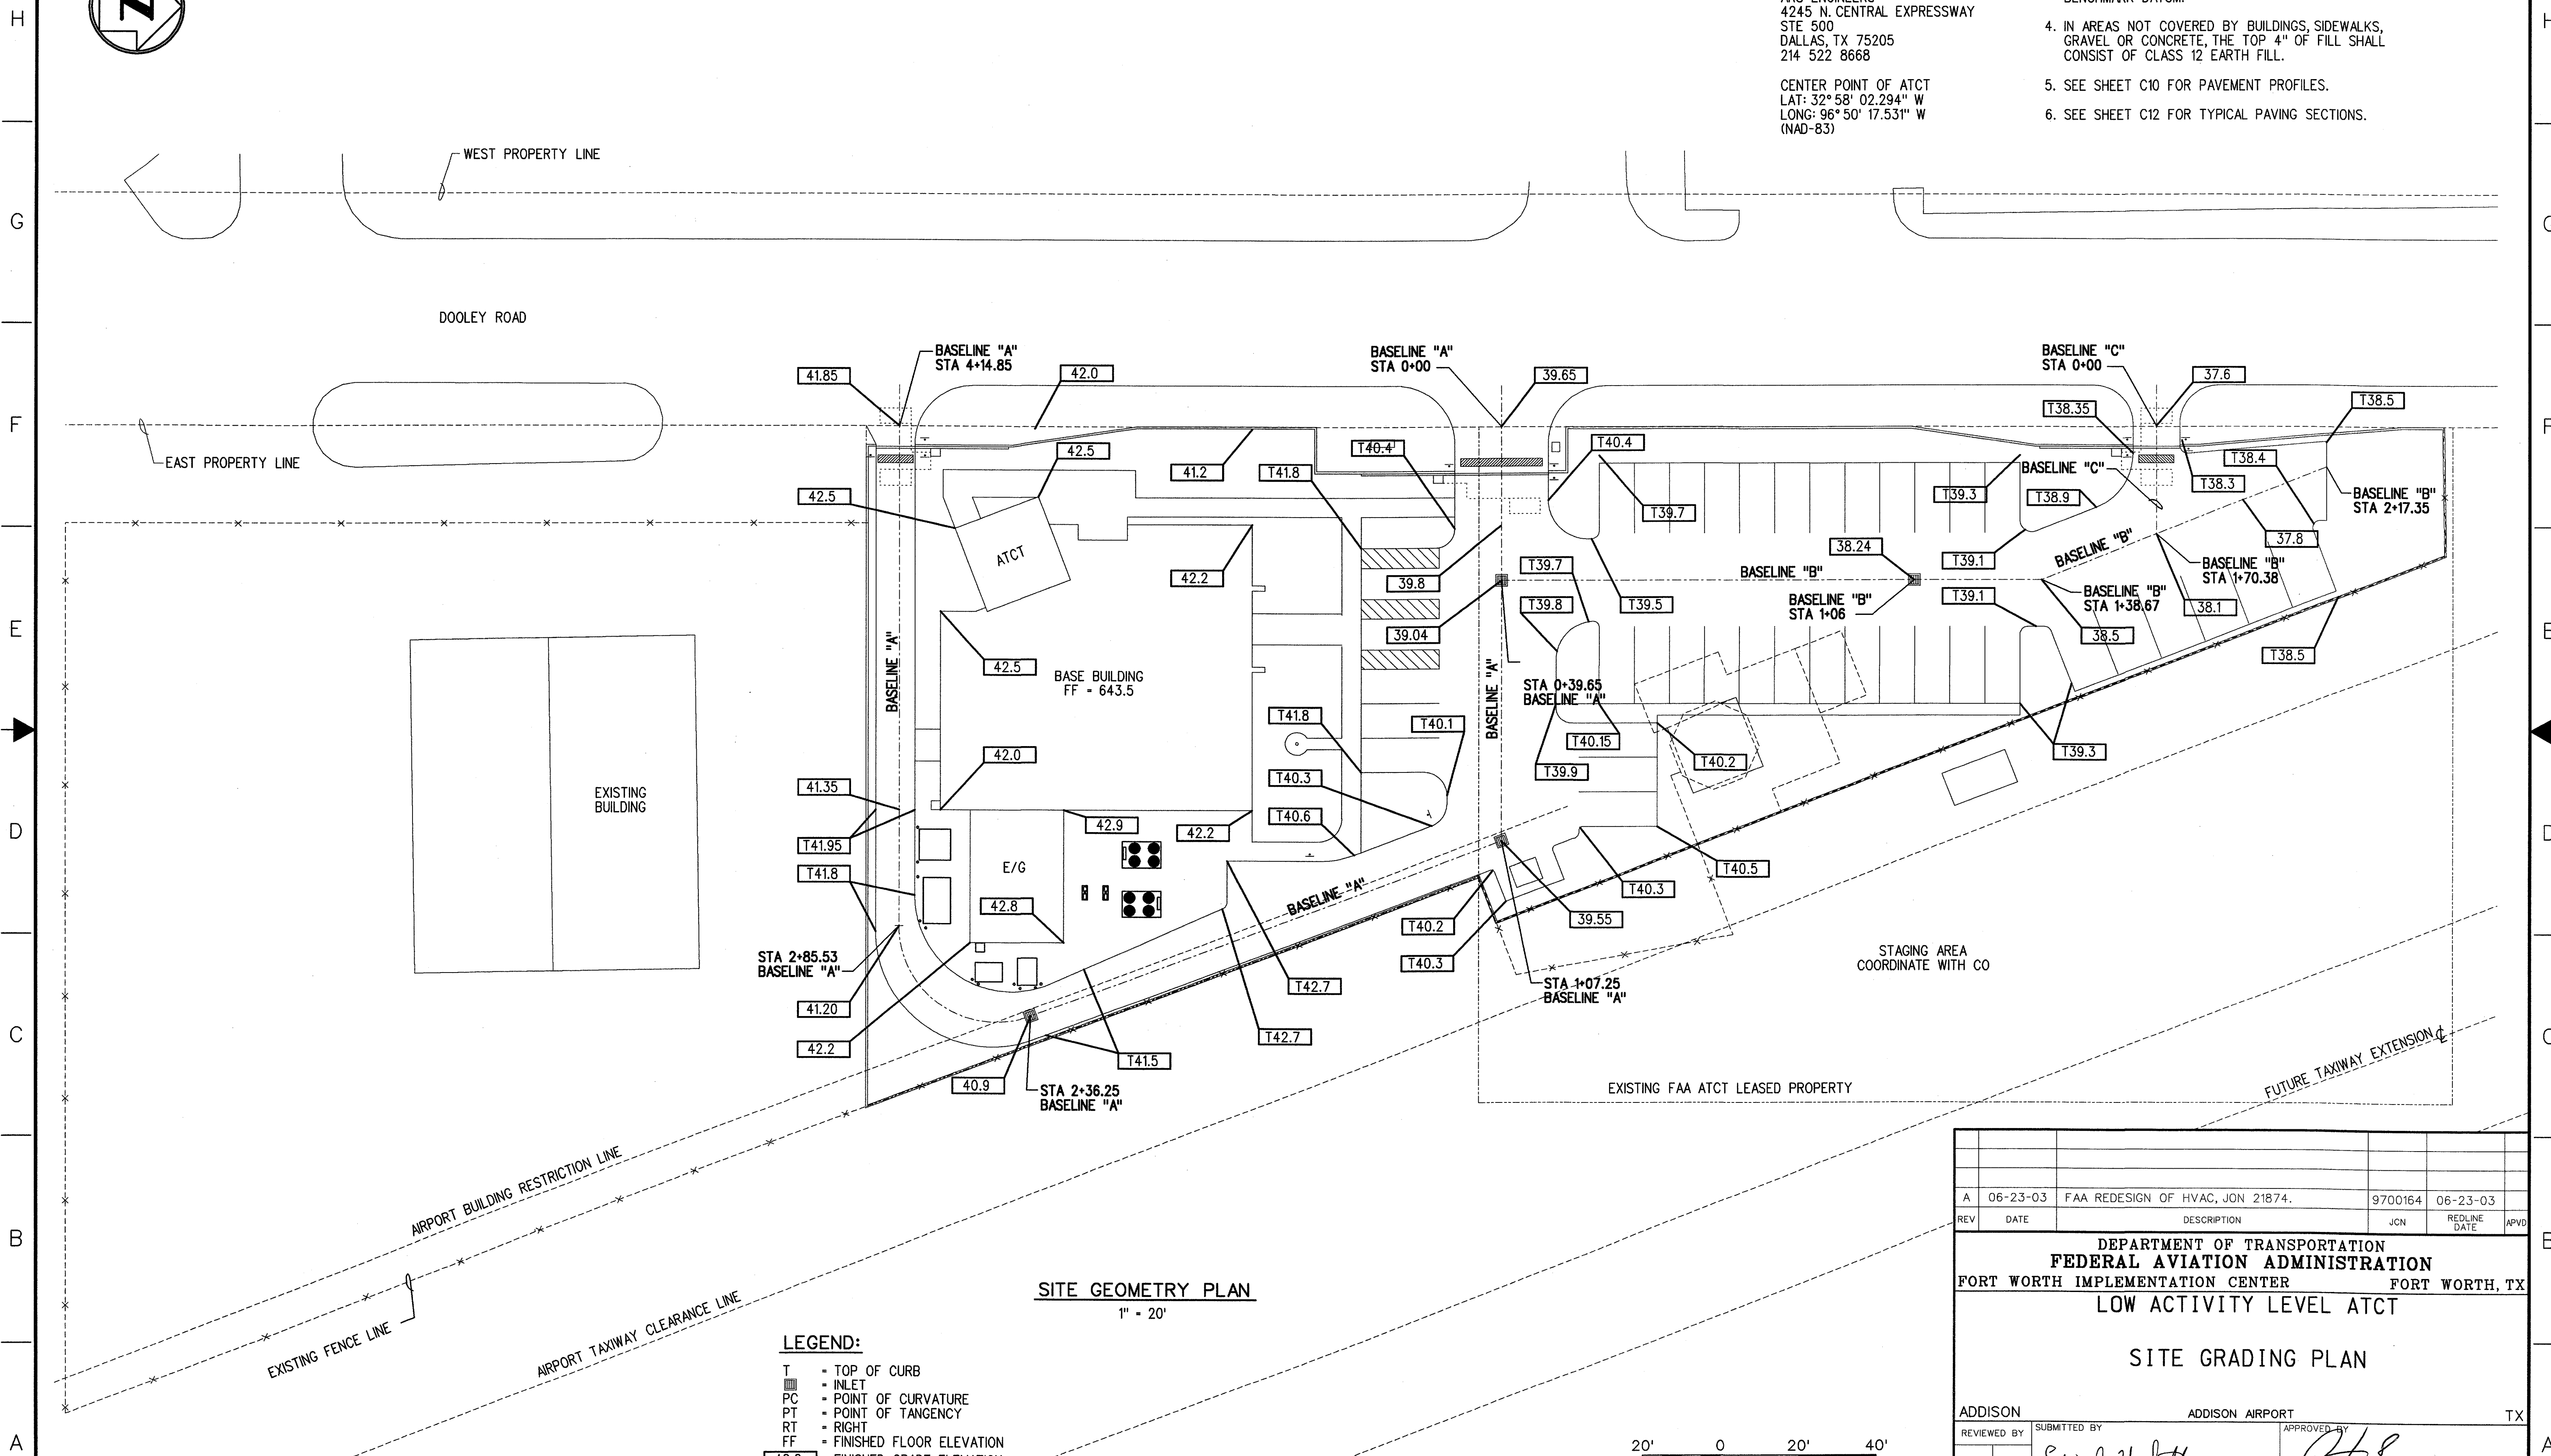 H
G
F
E
D
C
B
A
4245 N. CENTRAL EXPRESSWAY
STE 500
DALLAS, TX 75205
214 522 8668
CENTER POINT OF ATCT
LAT: 32° 58' 02.294" W
LONG: 96° 50' 17.531" W
(NAD-83)
4. IN AREAS NOT COVERED BY BUILDINGS, SIDEWALKS,
GRAVEL OR CONCRETE, THE TOP 4" OF FILL SHALL
CONSIST OF CLASS 12 EARTH FILL.
5. SEE SHEET C10 FOR PAVEMENT PROFILES.
6. SEE SHEET C12 FOR TYPICAL PAVING SECTIONS.
WEST PROPERTY LINE
DOOLEY ROAD
EAST PROPERTY LINE
BASELINE "A"
STA 4+14.85
BASELINE "A"
STA 0+00
BASELINE "C"
STA 0+00
41.85
42.0
39.65
37.6
T38.5
T38.35
42.5
42.5
41.2
T41.8
T40.4
T40.4
T39.7
T39.3
T38.9
BASELINE "C"
T38.3
T38.4
BASELINE "B"
STA 2+17.35
37.8
ATCT
42.2
39.8
T39.7
T39.8
39.04
T39.5
BASELINE "B"
38.24
BASELINE "B"
STA 1+06
T39.1
T39.1
BASELINE "B"
BASELINE "B"
STA 1+70.38
BASELINE "B"
STA 1+38.67
38.1
38.5
T38.5
BASELINE "A"
42.5
BASE BUILDING
FF = 643.5
BASELINE "A"
STA 0+39.65
BASELINE "A"
T41.8
T40.1
T40.15
T39.9
T40.2
T39.3
42.0
T40.3
T40.6
EXISTING
BUILDING
41.35
T41.95
T41.8
42.9
42.2
E/G
42.8
BASELINE "A"
T40.5
T40.3
39.55
T40.2
T40.3
STA 2+85.53
BASELINE "A"
41.20
42.2
T42.7
T42.7
T41.5
40.9
STA 2+36.25
BASELINE "A"
STA 1+07.25
BASELINE "A"
STAGING AREA
COORDINATE WITH CO
EXISTING FAA ATCT LEASED PROPERTY
FUTURE TAXIWAY EXTENSION ℄
AIRPORT BUILDING RESTRICTION LINE
EXISTING FENCE LINE
AIRPORT TAXIWAY CLEARANCE LINE
SITE GEOMETRY PLAN
1" = 20'
LEGEND:
T = TOP OF CURB
= INLET
PC = POINT OF CURVATURE
PT = POINT OF TANGENCY
RT = RIGHT
FF = FINISHED FLOOR ELEVATION
20' 0 20' 40'
A 06-23-03 FAA REDESIGN OF HVAC, JON 21874. 9700164 06-23-03
REV DATE DESCRIPTION JCN REDLINE DATE APVD
DEPARTMENT OF TRANSPORTATION
FEDERAL AVIATION ADMINISTRATION
FORT WORTH IMPLEMENTATION CENTER FORT WORTH, TX
LOW ACTIVITY LEVEL ATCT
SITE GRADING PLAN
ADDISON ADDISON AIRPORT TX
REVIEWED BY SUBMITTED BY APPROVED BY